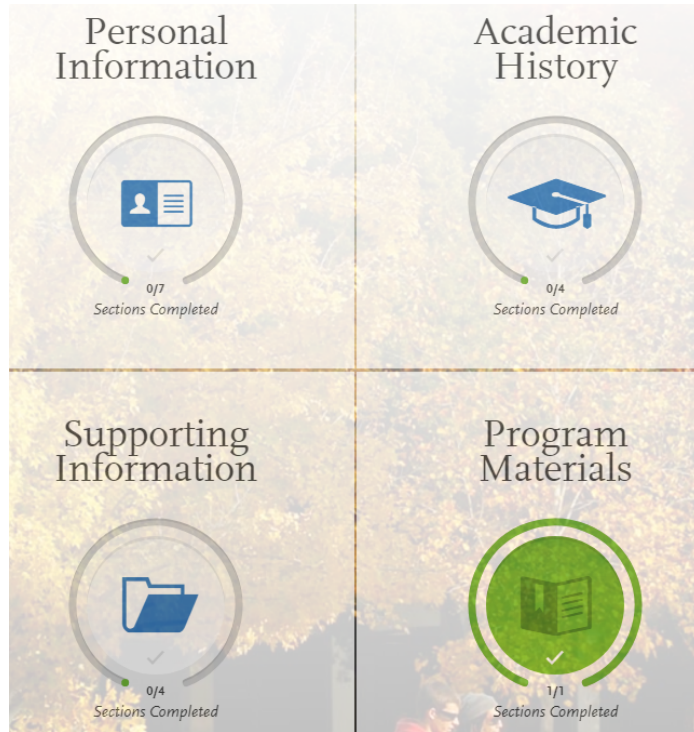 Personal
Information
0/7
Sections Completed
Academic
History
0/4
Sections Completed
Supporting
Information
0/4
Sections Completed
Program
Materials
1/1
Sections Completed